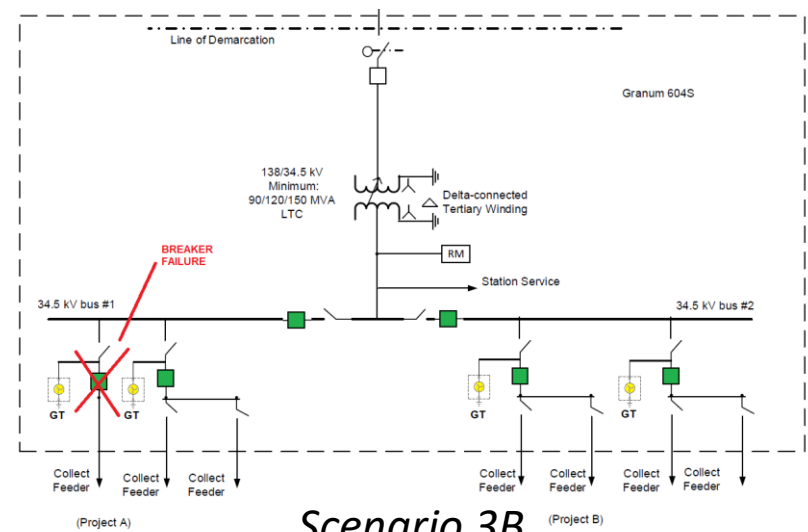 Line of Demarcation
Granum 604S
138/34.5 kV
Minimum:
90/120/150 MVA
LTC
Delta-connected
Tertiary Winding
BREAKER
FAILURE
RM
Station Service
34.5 kV bus #1
34.5 kV bus #2
GT
GT
GT
GT
Collect
Feeder
Collect
Feeder
Collect
Feeder
Collect
Feeder
Collect
Feeder
Collect
Feeder
Collect
Feeder
(Project A)
Scenario 3B
(Project B)